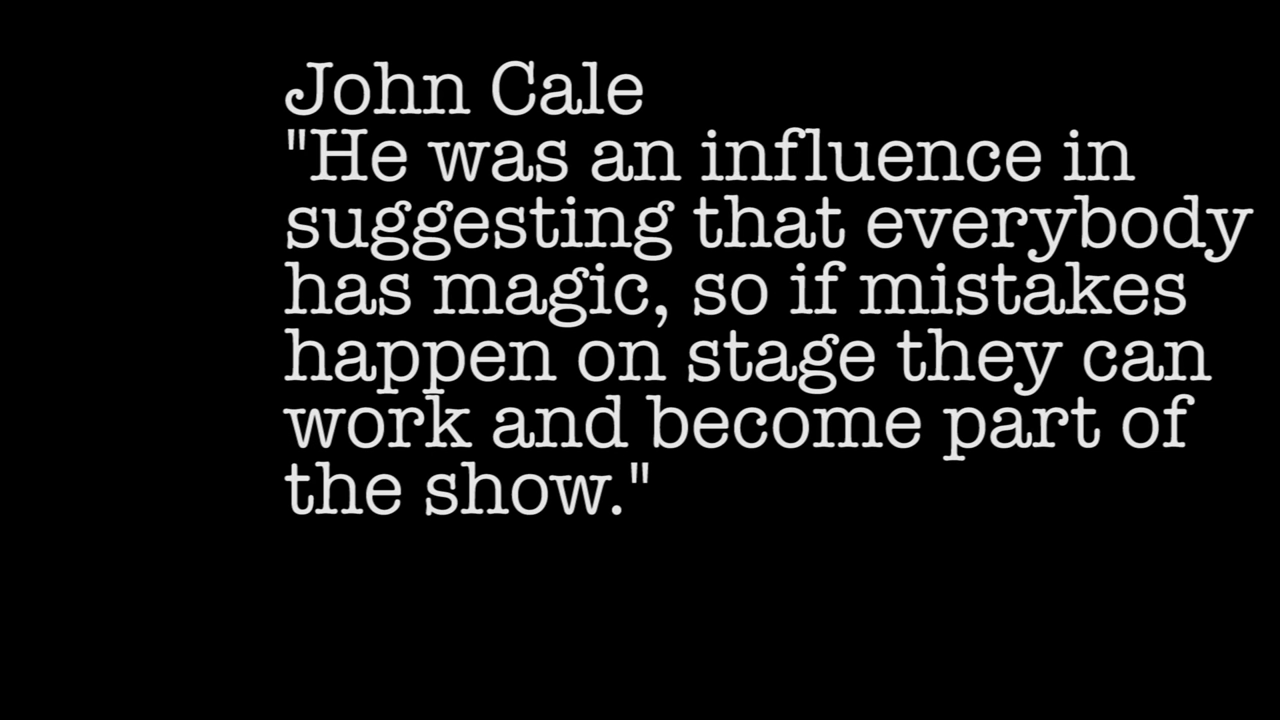 John Cale
"He was an influence in
suggesting that everybody
has magic, so if mistakes
happen on stage they can
work and become part of
the show."